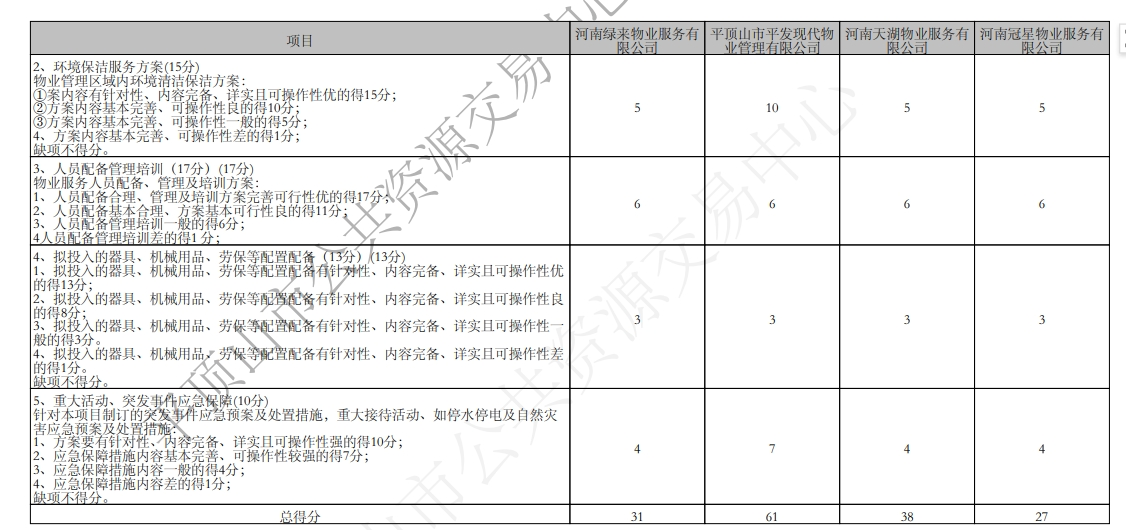 项目
河南绿来物业服务有
限公司
平顶山市平发现代物
业管理有限公司
河南天湖物业服务有
限公司
河南冠星物业服务有
限公司
2、环境保洁服务方案(15分)
物业管理区域内环境清洁保洁方案：
①案内容有针对性、内容完备、详实且可操作性优的得15分；
②方案内容基本完善、可操作性良的得10分；
③方案内容基本完善、可操作性一般的得5分；
4、方案内容基本完善、可操作性差的得1分；
缺项不得分。
5
10
5
5
3、人员配备管理培训（17分）(17分)
物业服务人员配备、管理及培训方案：
1、人员配备合理、管理及培训方案完善可行性优的得17分；
2、人员配备基本合理、方案基本可行性良的得11分；
3、人员配备管理培训一般的得6分；
4人员配备管理培训差的得1 分；
6
6
6
6
4、拟投入的器具、机械用品、劳保等配置配备（13分）(13分)
1、拟投入的器具、机械用品、劳保等配置配备有针对性、内容完备、详实且可操作性优
的得13分；
2、拟投入的器具、机械用品、劳保等配置配备有针对性、内容完备、详实且可操作性良
的得8分；
3、拟投入的器具、机械用品、劳保等配置配备有针对性、内容完备、详实且可操作性一
般的得3分。
4、拟投入的器具、机械用品、劳保等配置配备有针对性、内容完备、详实且可操作性差
的得1分。
缺项不得分。
3
3
3
3
5、重大活动、突发事件应急保障(10分)
针对本项目制订的突发事件应急预案及处置措施，重大接待活动、如停水停电及自然灾
害应急预案及处置措施：
1、方案要有针对性、内容完备、详实且可操作性强的得10分；
2、应急保障措施内容基本完善、可操作性较强的得7分；
3、应急保障措施内容一般的得4分；
4、应急保障措施内容差的得1分；
缺项不得分。
4
7
4
4
总得分
31
61
38
27
平顶山市公共资源交易中心
山市公共资源交易中心